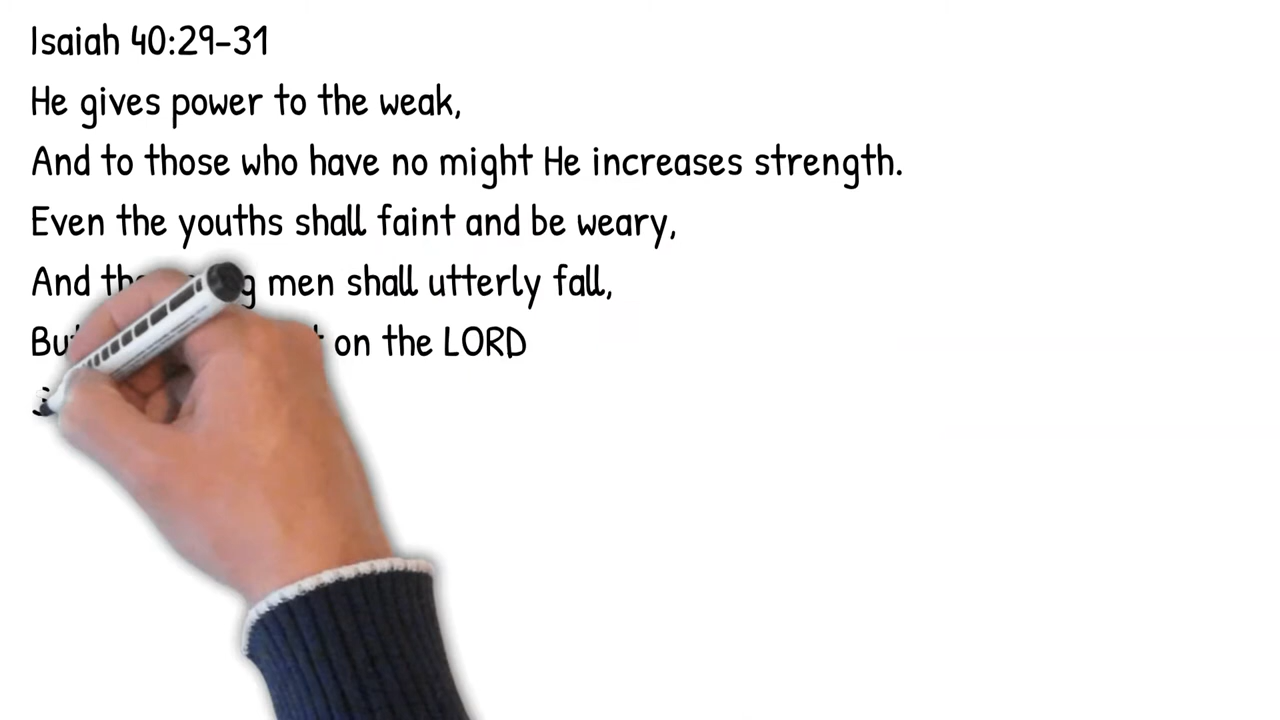 Isaiah 40:29-31
He gives power to the weak,
And to those who have no might He increases strength.
Even the youths shall faint and be weary,
And men shall utterly fall,
on the LORD